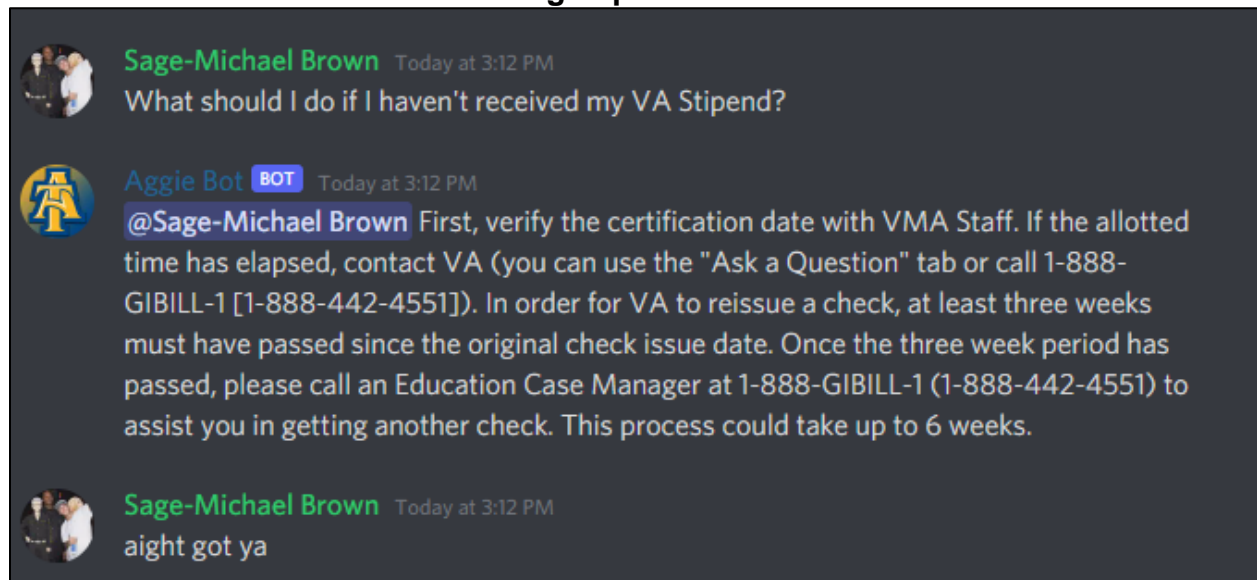 Sage-Michael Brown Today at 3:12 PM
What should I do if I haven't received my VA Stipend?
Aggie Bot BOT Today at 3:12 PM
@Sage-Michael Brown First, verify the certification date with VMA Staff. If the allotted
time has elapsed, contact VA (you can use the "Ask a Question" tab or call 1-888-
GIBILL-1 [1-888-442-4551]). In order for VA to reissue a check, at least three weeks
must have passed since the original check issue date. Once the three week period has
passed, please call an Education Case Manager at 1-888-GIBILL-1 (1-888-442-4551) to
assist you in getting another check. This process could take up to 6 weeks.
Sage-Michael Brown Today at 3:12 PM
aight got ya